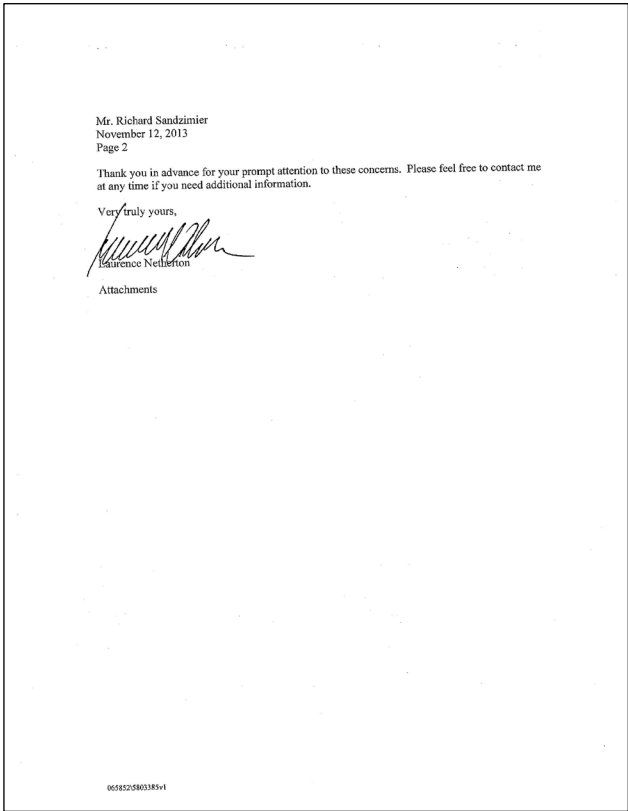 Mr. Richard Sandzimier
November 12, 2013
Page 2
Thank you in advance for your prompt attention to these concerns. Please feel free to contact me
at any time if you need additional information.
Very truly yours,
Laurence Netherton
Attachments
065852\5803385v1